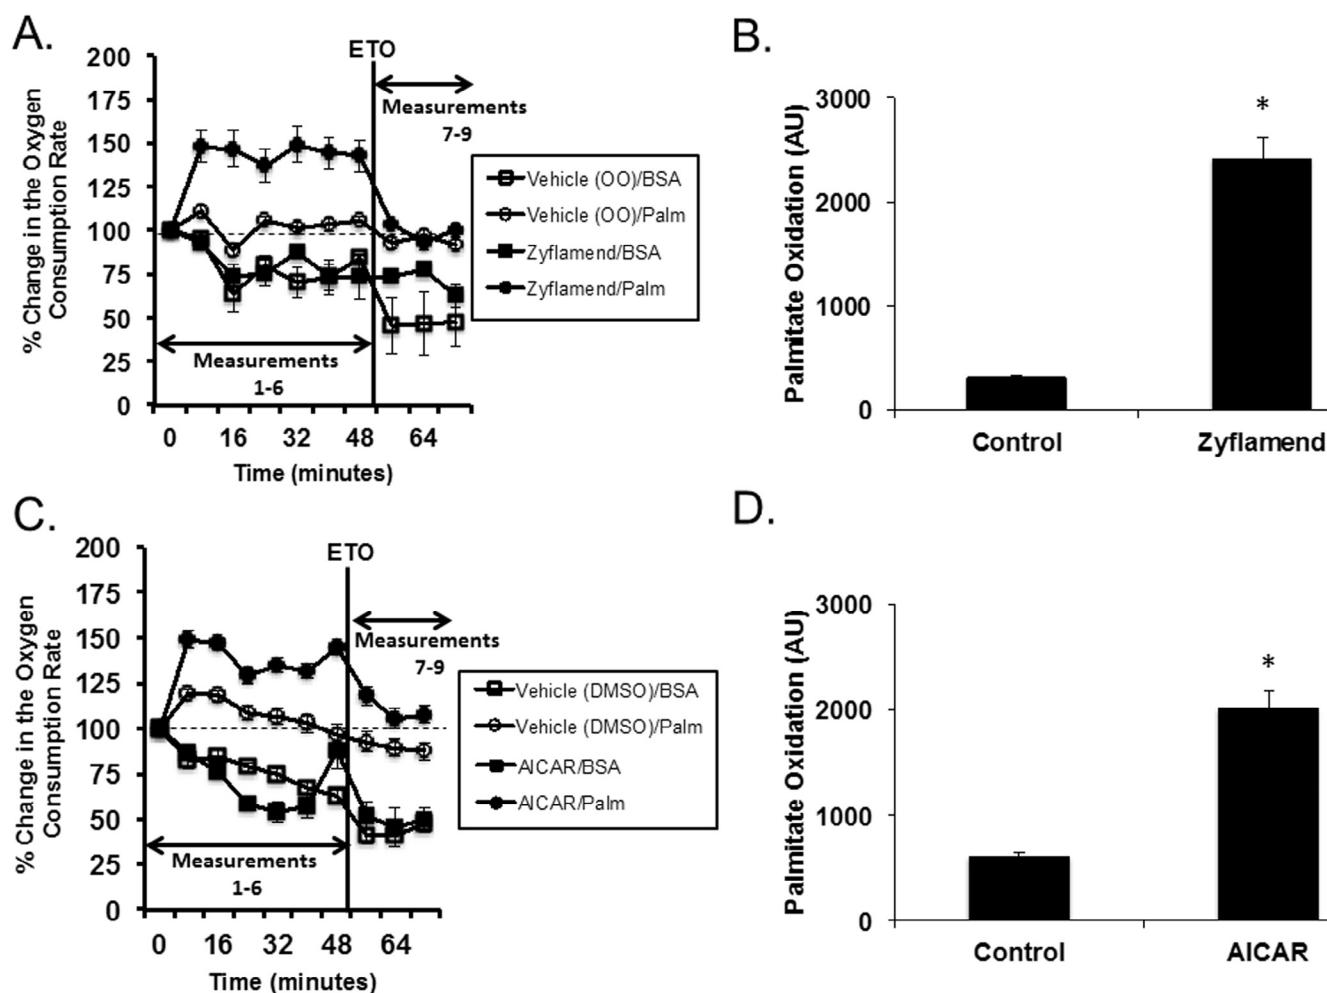 A.
ETO
200
175
150
125
100
75
50
25
0
% Change in the Oxygen
Consumption Rate
Measurements
7-9
Measurements
1-6
0 16 32 48 64
Time (minutes)
Vehicle (OO)/BSA
Vehicle (OO)/Palm
Zyflamend/BSA
Zyflamend/Palm
B.
3000
2000
1000
0
Palmitate Oxidation (AU)
*
Control Zyflamend
C.
ETO
200
175
150
125
100
75
50
25
0
% Change in the Oxygen
Consumption Rate
Measurements
7-9
Measurements
1-6
0 16 32 48 64
Time (minutes)
Vehicle (DMSO)/BSA
Vehicle (DMSO)/Palm
AICAR/BSA
AICAR/Palm
D.
3000
2000
1000
0
Palmitate Oxidation (AU)
*
Control AICAR